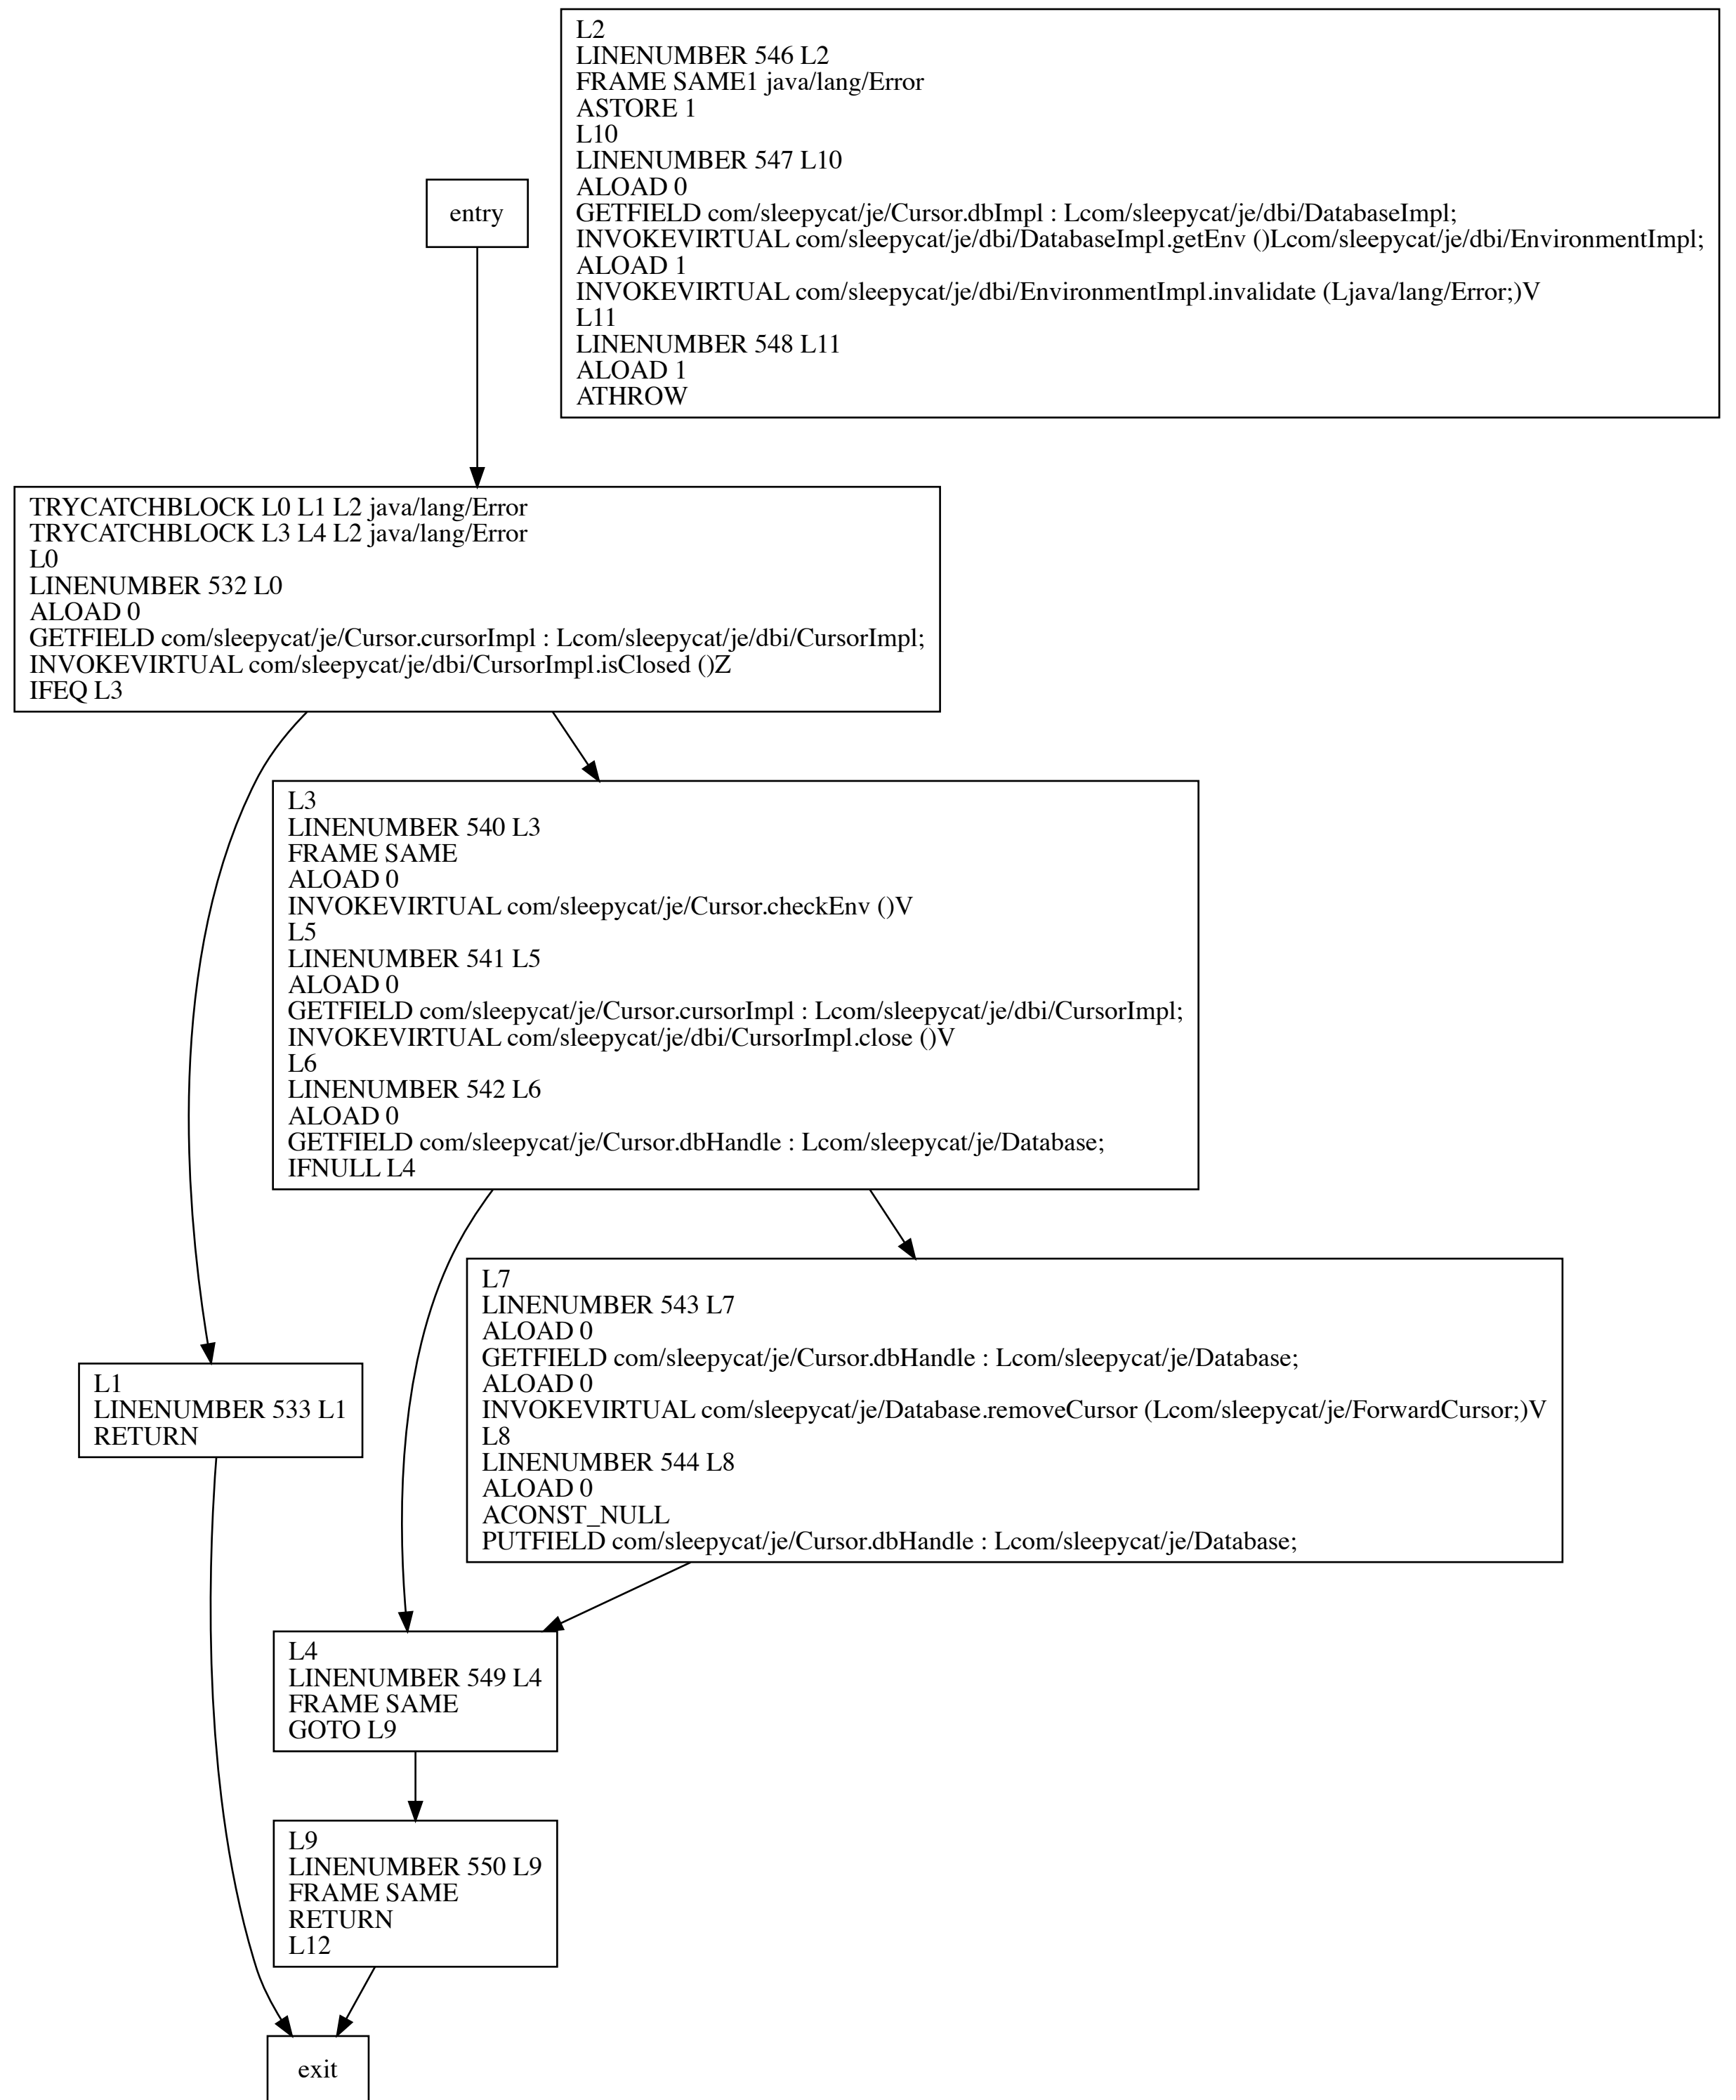 L2
LINENUMBER 546 L2
FRAME SAME1 java/lang/Error
ASTORE 1
L10
LINENUMBER 547 L10
ALOAD 0
GETFIELD com/sleepycat/je/Cursor.dbImpl : Lcom/sleepycat/je/dbi/DatabaseImpl;
INVOKEVIRTUAL com/sleepycat/je/dbi/DatabaseImpl.getEnv ()Lcom/sleepycat/je/dbi/EnvironmentImpl;
ALOAD 1
INVOKEVIRTUAL com/sleepycat/je/dbi/EnvironmentImpl.invalidate (Ljava/lang/Error;)V
L11
LINENUMBER 548 L11
ALOAD 1
ATHROW
entry
TRYCATCHBLOCK L0 L1 L2 java/lang/Error
TRYCATCHBLOCK L3 L4 L2 java/lang/Error
L0
LINENUMBER 532 L0
ALOAD 0
GETFIELD com/sleepycat/je/Cursor.cursorImpl : Lcom/sleepycat/je/dbi/CursorImpl;
INVOKEVIRTUAL com/sleepycat/je/dbi/CursorImpl.isClosed ()Z
IFEQ L3
L3
LINENUMBER 540 L3
FRAME SAME
ALOAD 0
INVOKEVIRTUAL com/sleepycat/je/Cursor.checkEnv ()V
L5
LINENUMBER 541 L5
ALOAD 0
GETFIELD com/sleepycat/je/Cursor.cursorImpl : Lcom/sleepycat/je/dbi/CursorImpl;
INVOKEVIRTUAL com/sleepycat/je/dbi/CursorImpl.close ()V
L6
LINENUMBER 542 L6
ALOAD 0
GETFIELD com/sleepycat/je/Cursor.dbHandle : Lcom/sleepycat/je/Database;
IFNULL L4
L7
LINENUMBER 543 L7
ALOAD 0
GETFIELD com/sleepycat/je/Cursor.dbHandle : Lcom/sleepycat/je/Database;
ALOAD 0
INVOKEVIRTUAL com/sleepycat/je/Database.removeCursor (Lcom/sleepycat/je/ForwardCursor;)V
L8
LINENUMBER 544 L8
ALOAD 0
ACONST_NULL
PUTFIELD com/sleepycat/je/Cursor.dbHandle : Lcom/sleepycat/je/Database;
L1
LINENUMBER 533 L1
RETURN
L4
LINENUMBER 549 L4
FRAME SAME
GOTO L9
L9
LINENUMBER 550 L9
FRAME SAME
RETURN
L12
exit